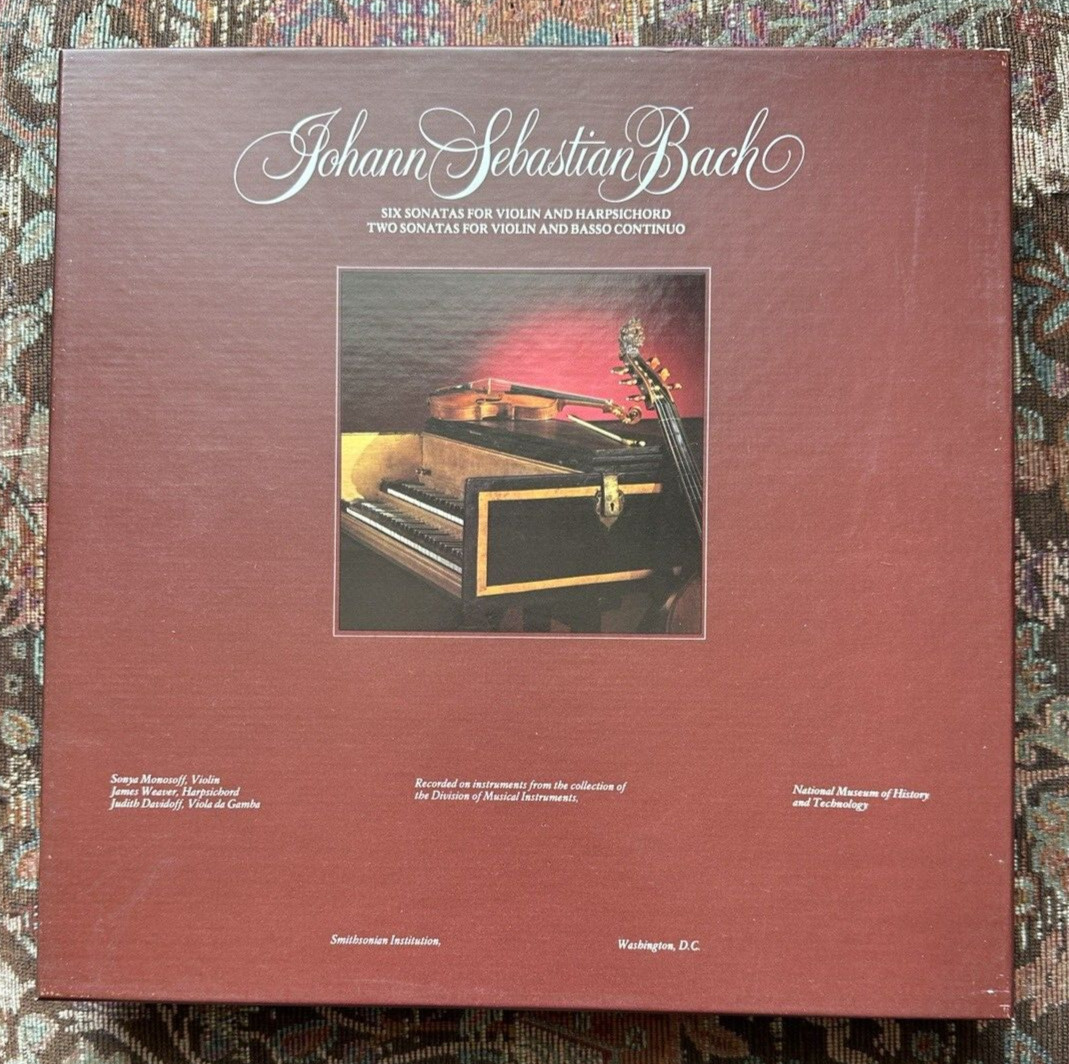 Johann Sebastian Bach
SIX SONATAS FOR VIOLIN AND HARPSICHORD
TWO SONATAS FOR VIOLIN AND BASSO CONTINUO
Sonya Monosoff, Violin
James Weaver, Harpsichord
Judith Davidoff, Viola da Gamba
Recorded on instruments from the collection of
the Division of Musical Instruments,
National Museum of History
and Technology
Smithsonian Institution,
Washington, D.C.